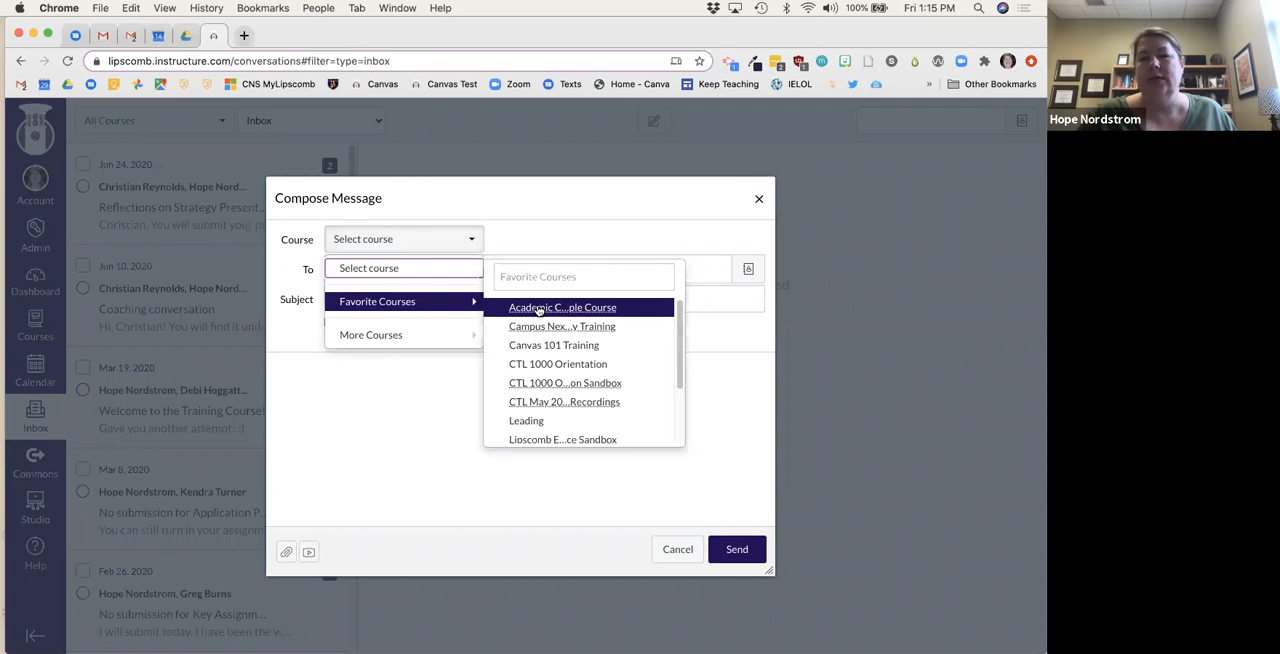 Chrome File Edit View History Bookmarks People Tab Window Help 100% Fri 1:15 PM
lipscomb.instructure.com/conversations#filter=type=inbox
CNS MyLipscomb Canvas Canvas Test Zoom Texts Home - Canva Keep Teaching IELOL » Other Bookmarks
Hope Nordstrom
All Courses Inbox
Account
Admin
Dashboard
Courses
Calendar
Inbox
Commons
Studio
Help
Jun 24, 2020 2
Christian Reynolds, Hope Nord...
Reflections on Strategy Present...
Christian, You will submit your pi
Jun 10, 2020
Christian Reynolds, Hope Nord...
Coaching conversation
Hi, Christian! You will find it und
Mar 19, 2020
Hope Nordstrom, Debi Hoggatt...
Welcome to the Training Course!
Gave you another attempt! :)
Mar 8, 2020
Hope Nordstrom, Kendra Turner
No submission for Application P...
You can still turn in your assignm
Feb 26, 2020
Hope Nordstrom, Greg Burns
No submission for Key Assignm...
I will submit today. I have been the w...
Compose Message
Course Select course
To Select course
Subject
Favorite Courses
More Courses
Favorite Courses
Academic C...ple Course
Campus Nex...y Training
Canvas 101 Training
CTL 1000 Orientation
CTL 1000 O...on Sandbox
CTL May 20...Recordings
Leading
Lipscomb E...ce Sandbox
Cancel Send